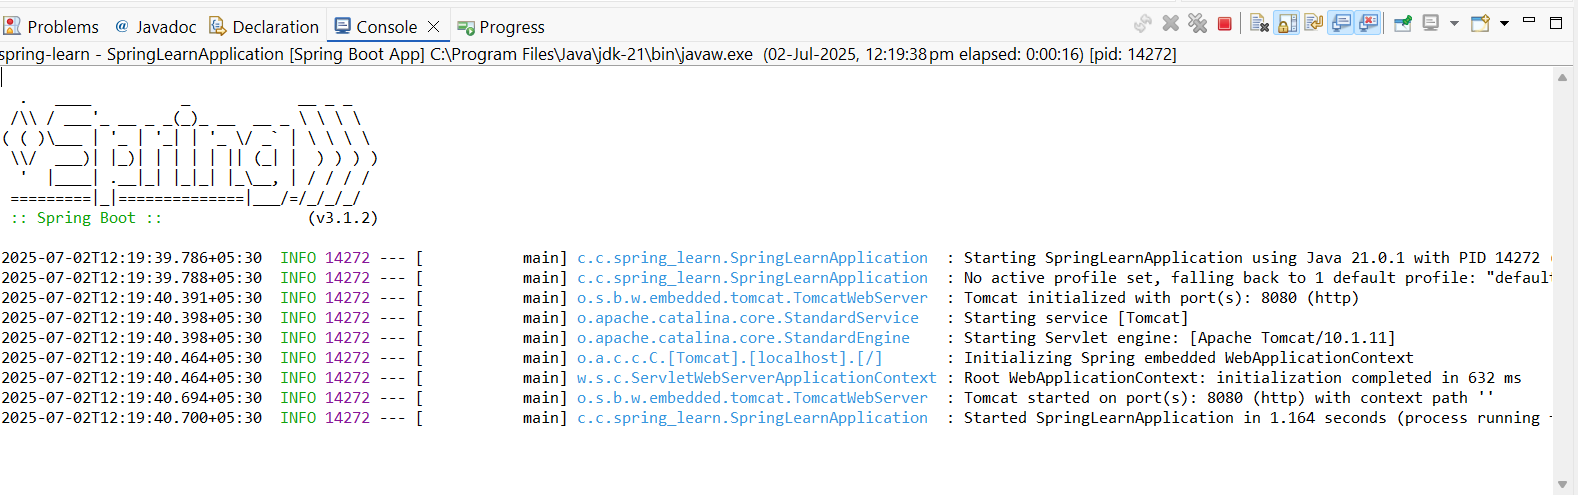 Problems @ Javadoc Declaration Console Progress
spring-learn - SpringLearnApplication [Spring Boot App] C:\Program Files\Java\jdk-21\bin\javaw.exe (02-Jul-2025, 12:19:38 pm elapsed: 0:00:16) [pid: 14272]
  .   ____          _            __ _ _
 /\\ / ___'_ __ _ _(_)_ __  __ _ \ \ \ \
( ( )\___ | '_ | '_| | '_ \/ _` | \ \ \ \
 \\/  ___)| |_)| | | | | || (_| |  ) ) ) )
  '  |____| .__|_| |_|_| |_\__, | / / / /
 =========|_|==============|___/=/_/_/_/
 :: Spring Boot ::                (v3.1.2)
2025-07-02T12:19:39.786+05:30  INFO 14272 --- [           main] c.c.spring_learn.SpringLearnApplication  : Starting SpringLearnApplication using Java 21.0.1 with PID 14272
2025-07-02T12:19:39.788+05:30  INFO 14272 --- [           main] c.c.spring_learn.SpringLearnApplication  : No active profile set, falling back to 1 default profile: "defaul
2025-07-02T12:19:40.391+05:30  INFO 14272 --- [           main] o.s.b.w.embedded.tomcat.TomcatWebServer  : Tomcat initialized with port(s): 8080 (http)
2025-07-02T12:19:40.398+05:30  INFO 14272 --- [           main] o.apache.catalina.core.StandardService   : Starting service [Tomcat]
2025-07-02T12:19:40.398+05:30  INFO 14272 --- [           main] o.apache.catalina.core.StandardEngine    : Starting Servlet engine: [Apache Tomcat/10.1.11]
2025-07-02T12:19:40.464+05:30  INFO 14272 --- [           main] o.a.c.c.C.[Tomcat].[localhost].[/]       : Initializing Spring embedded WebApplicationContext
2025-07-02T12:19:40.464+05:30  INFO 14272 --- [           main] w.s.c.ServletWebServerApplicationContext : Root WebApplicationContext: initialization completed in 632 ms
2025-07-02T12:19:40.694+05:30  INFO 14272 --- [           main] o.s.b.w.embedded.tomcat.TomcatWebServer  : Tomcat started on port(s): 8080 (http) with context path ''
2025-07-02T12:19:40.700+05:30  INFO 14272 --- [           main] c.c.spring_learn.SpringLearnApplication  : Started SpringLearnApplication in 1.164 seconds (process running